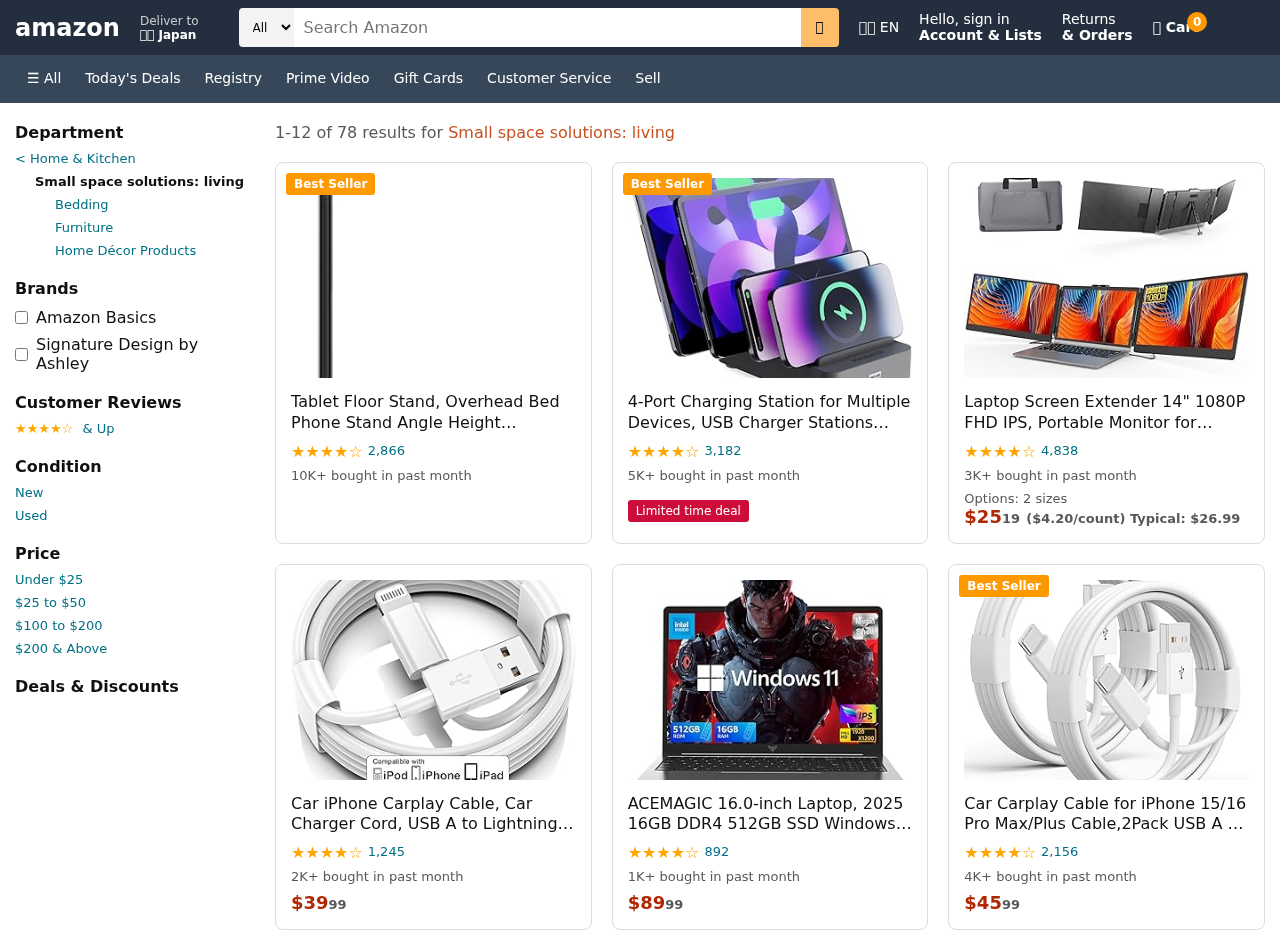 amazon
Deliver to
Japan
All
Search Amazon
EN
Hello, sign in
Account & Lists
Returns
& Orders
0
☰ All
Today's Deals
Registry
Prime Video
Gift Cards
Customer Service
Sell
Department
< Home & Kitchen
Small space solutions: living
Bedding
Furniture
Home Décor Products
Brands
Amazon Basics
Signature Design by
Ashley
Customer Reviews
★★★★☆ & Up
Condition
New
Used
Price
Under $25
$25 to $50
$100 to $200
$200 & Above
Deals & Discounts
1-12 of 78 results for Small space solutions: living
Best Seller
Tablet Floor Stand, Overhead Bed
Phone Stand Angle Height…
★★★★☆ 2,866
10K+ bought in past month
Best Seller
4-Port Charging Station for Multiple
Devices, USB Charger Stations…
★★★★☆ 3,182
5K+ bought in past month
Limited time deal
1080P
Laptop Screen Extender 14" 1080P
FHD IPS, Portable Monitor for…
★★★★☆ 4,838
3K+ bought in past month
Options: 2 sizes
$25 19 ($4.20/count) Typical: $26.99
Compatible with
iPod iPhone iPad
Car iPhone Carplay Cable, Car
Charger Cord, USB A to Lightning…
★★★★☆ 1,245
2K+ bought in past month
$39 99
intel
Metal
Shell
Windows 11
IPS
512GB
ROM
16GB
RAM
1920
X1200
ACEMAGIC 16.0-inch Laptop, 2025
16GB DDR4 512GB SSD Windows…
★★★★☆ 892
1K+ bought in past month
$89 99
Best Seller
Car Carplay Cable for iPhone 15/16
Pro Max/Plus Cable,2Pack USB A …
★★★★☆ 2,156
4K+ bought in past month
$45 99